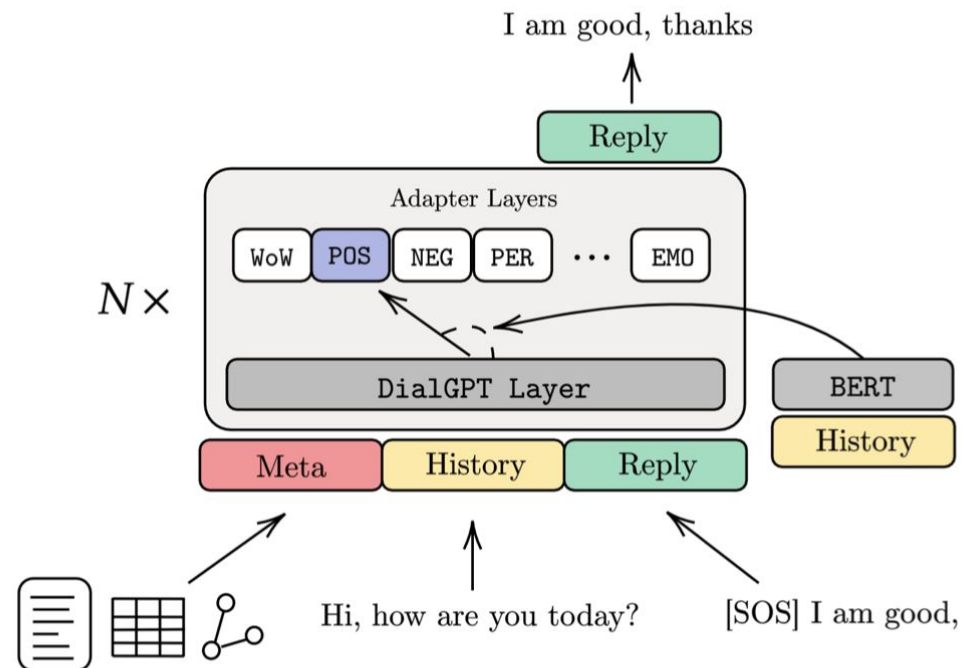 I am good, thanks
Reply
Adapter Layers
WoW POS NEG PER ... EMO
N×
DialGPT Layer
BERT
History
Meta History Reply
Hi, how are you today?
[SOS] I am good,